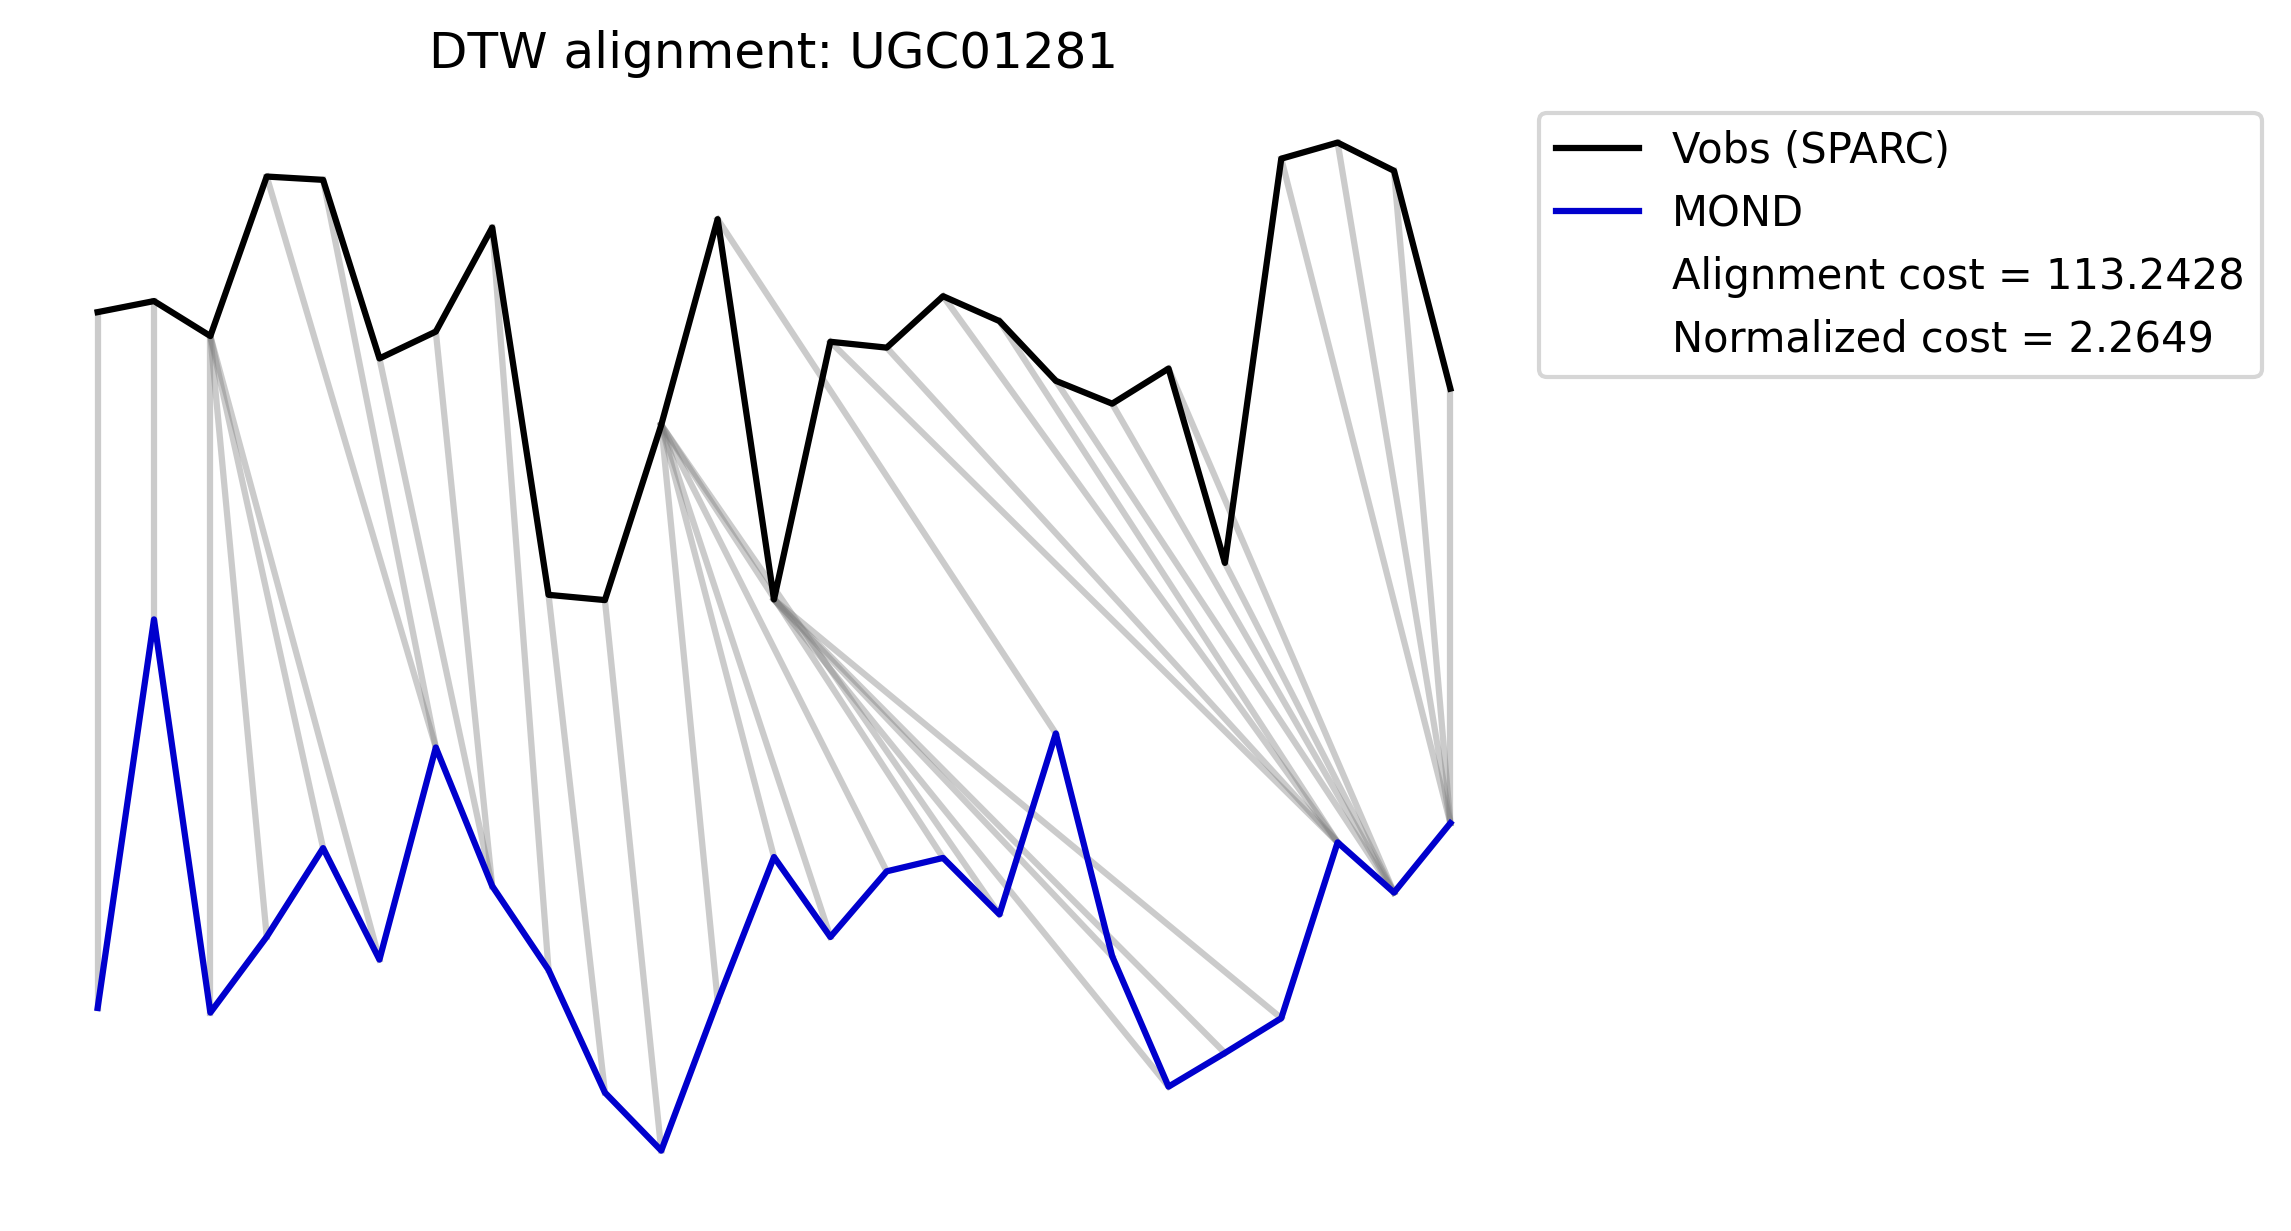 DTW alignment: UGC01281
Vobs (SPARC)
MOND
Alignment cost = 113.2428
Normalized cost = 2.2649